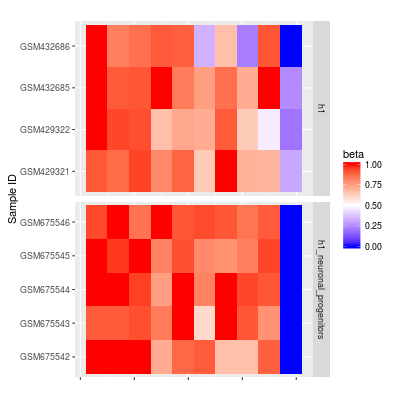 GSM432686
GSM432685
GSM429322
GSM429321
h1
GSM675546
GSM675545
GSM675544
GSM675543
GSM675542
h1_neuronal_progenitors
Sample ID
beta
1.00
0.75
0.50
0.25
0.00